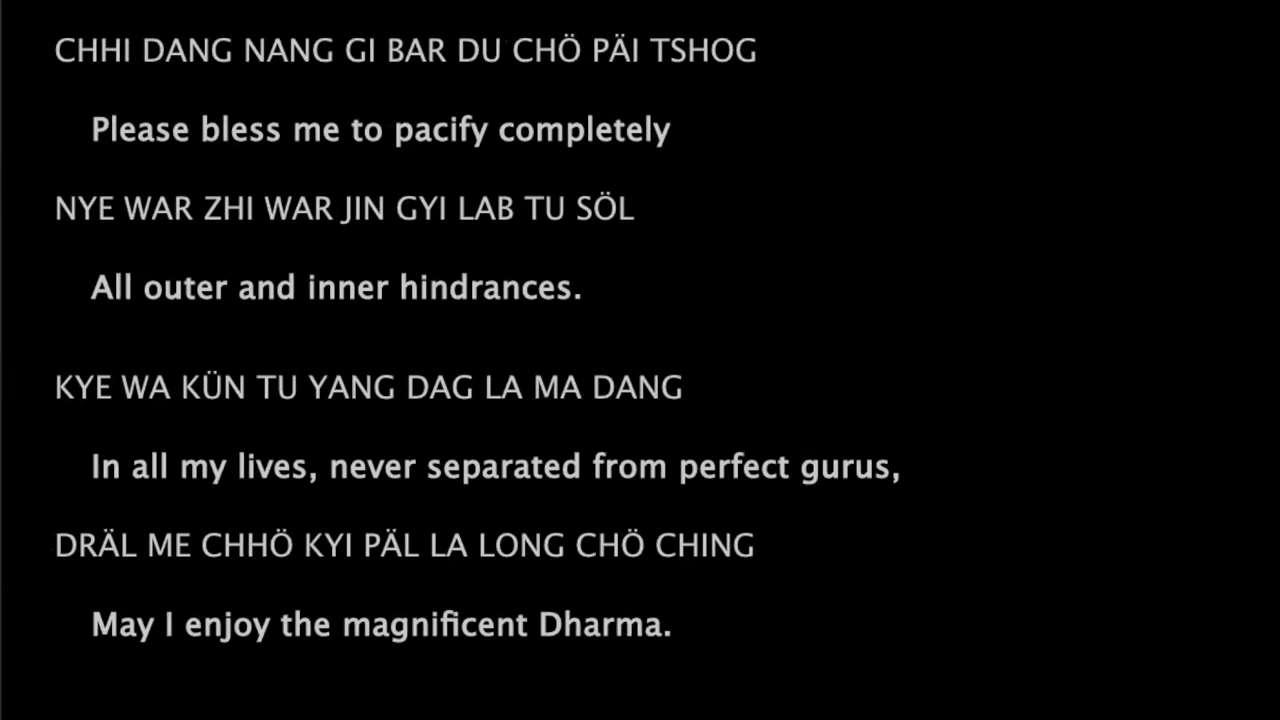 CHHI DANG NANG GI BAR DU CHÖ PÄI TSHOG
Please bless me to pacify completely
NYE WAR ZHI WAR JIN GYI LAB TU SÖL
All outer and inner hindrances.
KYE WA KÜN TU YANG DAG LA MA DANG
In all my lives, never separated from perfect gurus,
DRÄL ME CHHÖ KYI PÄL LA LONG CHÖ CHING
May I enjoy the magnificent Dharma.